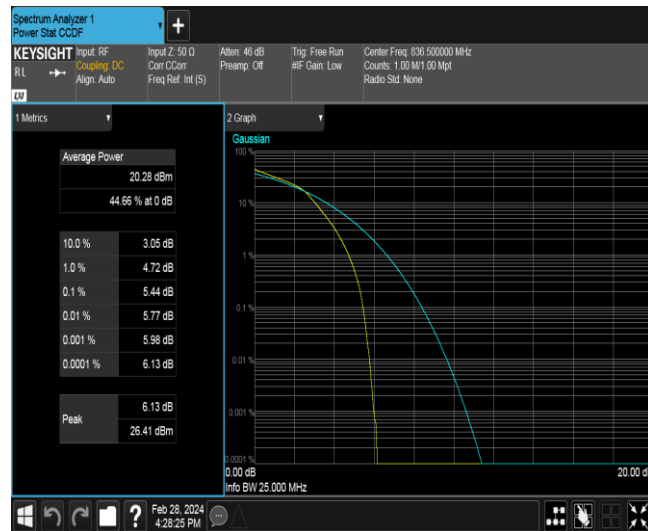 Spectrum Analyzer 1
Power Stat CCDF
+
KEYSIGHT
RL
LXI
Input: RF
Coupling: DC
Align: Auto
Input Z: 50 Ω
Corr CCorr
Freq Ref: Int (S)
Atten: 46 dB
Preamp: Off
Trig: Free Run
#IF Gain: Low
Center Freq: 836.500000 MHz
Counts: 1.00 M/1.00 Mpt
Radio Std: None
1 Metrics
Average Power
20.28 dBm
44.66 % at 0 dB
10.0 % 3.05 dB
1.0 % 4.72 dB
0.1 % 5.44 dB
0.01 % 5.77 dB
0.001 % 5.98 dB
0.0001 % 6.13 dB
Peak
6.13 dB
26.41 dBm
2 Graph
Gaussian
100 %
10 %
1 %
0.1 %
0.01 %
0.001 %
0.0001 %
0.00 dB 20.00 d
Info BW 25.000 MHz
?
Feb 28, 2024
4:28:25 PM